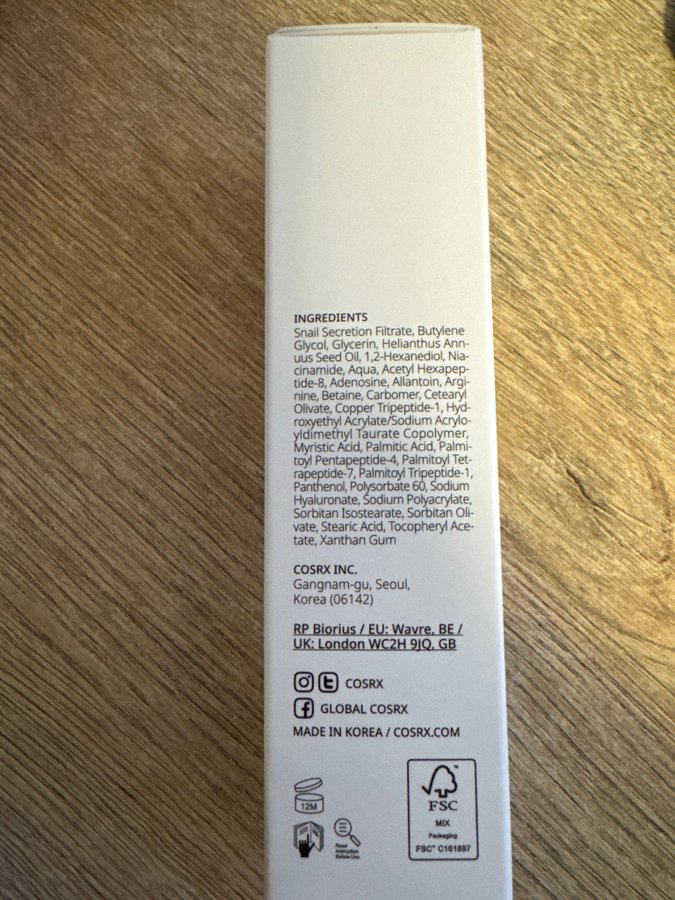 INGREDIENTS
Snail Secretion Filtrate, Butylene
Glycol, Glycerin, Helianthus Ann-
uus Seed Oil, 1,2-Hexanediol, Nia-
cinamide, Aqua, Acetyl Hexapep-
tide-8, Adenosine, Allantoin, Argi-
nine, Betaine, Carbomer, Cetearyl
Olivate, Copper Tripeptide-1, Hyd-
roxyethyl Acrylate/Sodium Acrylo-
yldimethyl Taurate Copolymer,
Myristic Acid, Palmitic Acid, Palmi-
toyl Pentapeptide-4, Palmitoyl Tet-
rapeptide-7, Palmitoyl Tripeptide-1,
Panthenol, Polysorbate 60, Sodium
Hyaluronate, Sodium Polyacrylate,
Sorbitan Isostearate, Sorbitan Oli-
vate, Stearic Acid, Tocopheryl Ace-
tate, Xanthan Gum
COSRX INC.
Gangnam-gu, Seoul,
Korea (06142)
RP Biorius / EU: Wavre, BE /
UK: London WC2H 9JQ, GB
COSRX
GLOBAL COSRX
MADE IN KOREA / COSRX.COM
12M
Read
Instruction
Before Use
FSC
MIX
Packaging
FSC™ C161897